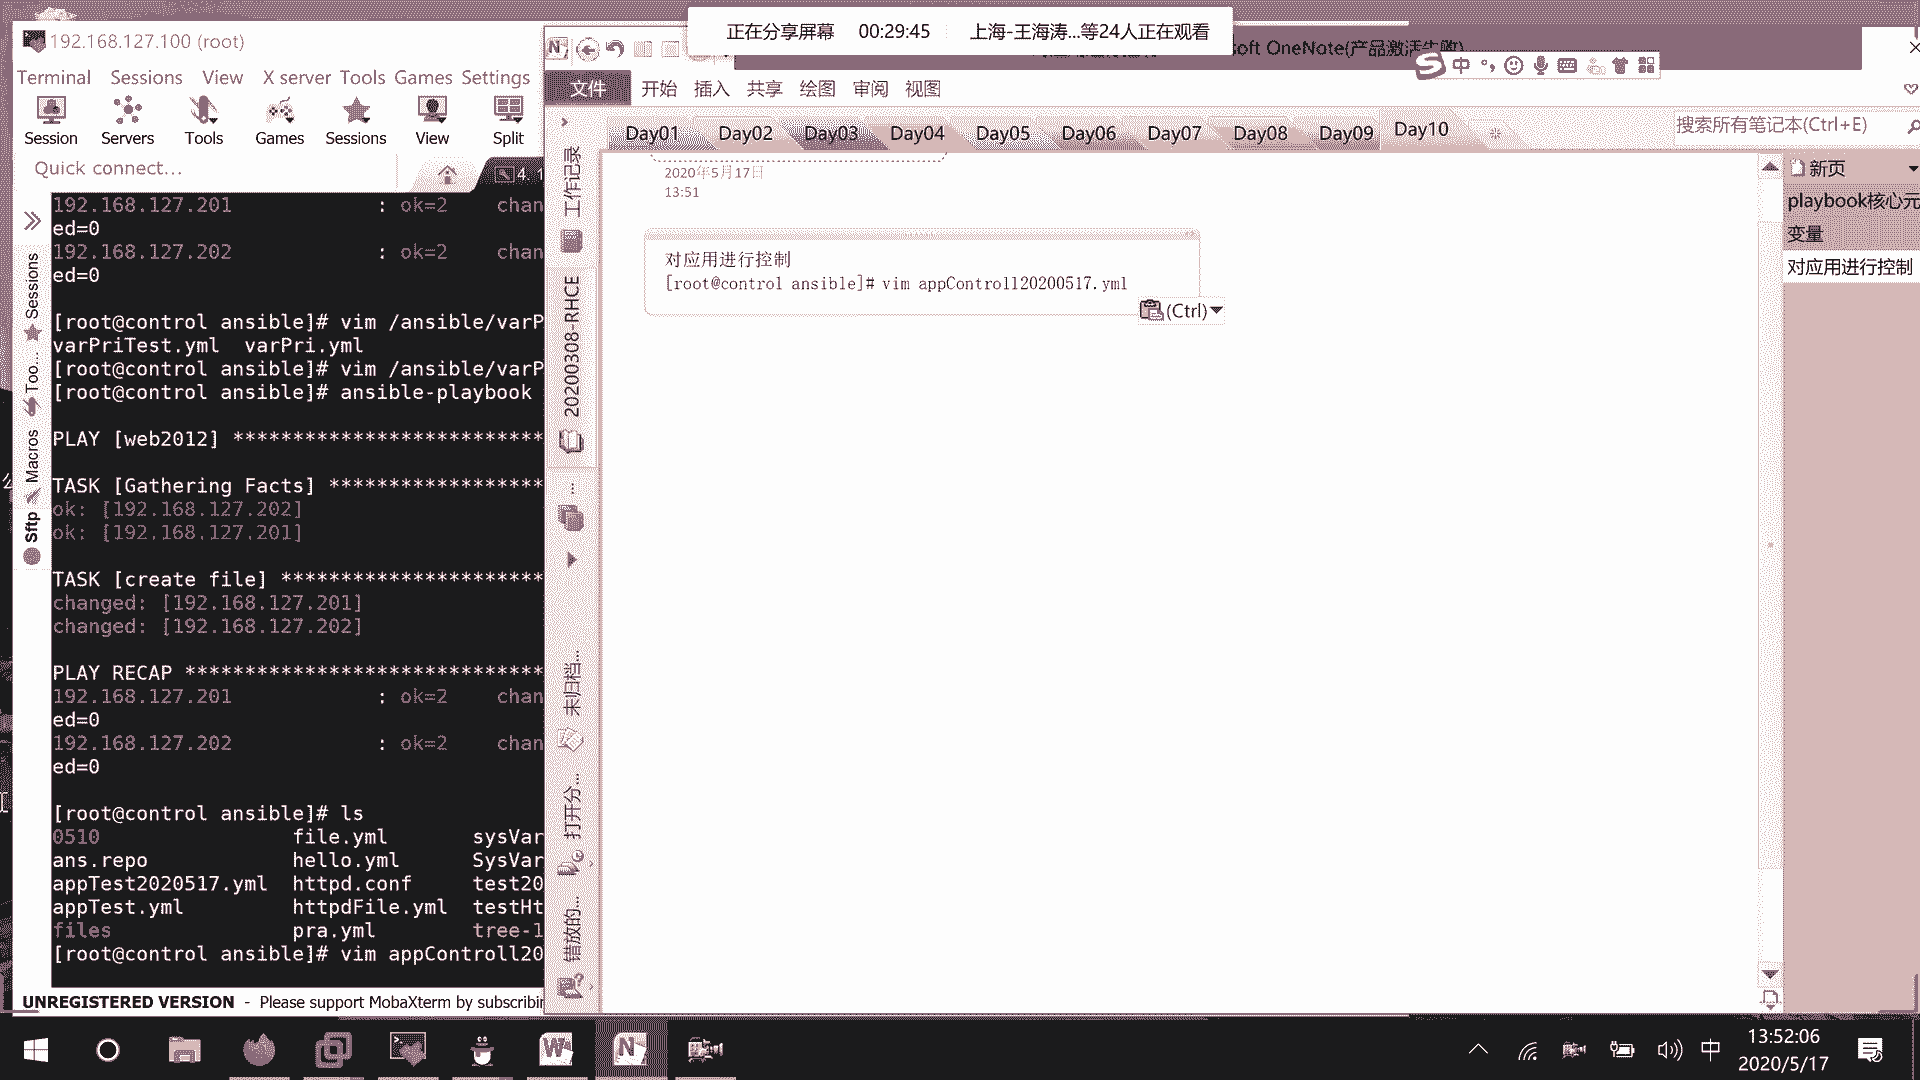 正在分享屏幕 00:29:45 上海-王海涛...等24人正在观看
192.168.127.100 (root)
Terminal Sessions View X server Tools Games Settings
Session Servers Tools Games Sessions View Split
Quick connect...
4. 1
192.168.127.201 : ok=2 chan
ed=0
192.168.127.202 : ok=2 chan
ed=0
[root@control ansible]# vim /ansible/varP
varPriTest.yml varPri.yml
[root@control ansible]# vim /ansible/varP
[root@control ansible]# ansible-playbook
PLAY [web2012] **************************
TASK [Gathering Facts] ******************
ok: [192.168.127.202]
ok: [192.168.127.201]
TASK [create file] **********************
changed: [192.168.127.201]
changed: [192.168.127.202]
PLAY RECAP ******************************
192.168.127.201 : ok=2 chan
ed=0
192.168.127.202 : ok=2 chan
ed=0
[root@control ansible]# ls
0510 file.yml sysVar
ans.repo hello.yml SysVar
appTest2020517.yml httpd.conf test20
appTest.yml httpdFile.yml testHt
files pra.yml tree-1
[root@control ansible]# vim appControll20
UNREGISTERED VERSION - Please support MobaXterm by subscribin
Sessions
Too...
Macros
Sftp
soft OneNote(产品激活失败)
中
文件 开始 插入 共享 绘图 审阅 视图
Day01 Day02 Day03 Day04 Day05 Day06 Day07 Day08 Day09 Day10
搜索所有笔记本(Ctrl+E)
工作记录
20200308-RHCE
...
未归档...
打开分...
错放的...
2020年5月17日
13:51
对应用进行控制
[root@control ansible]# vim appControll20200517.yml
(Ctrl)
新页
playbook核心元
变量
对应用进行控制
中
13:52:06
2020/5/17